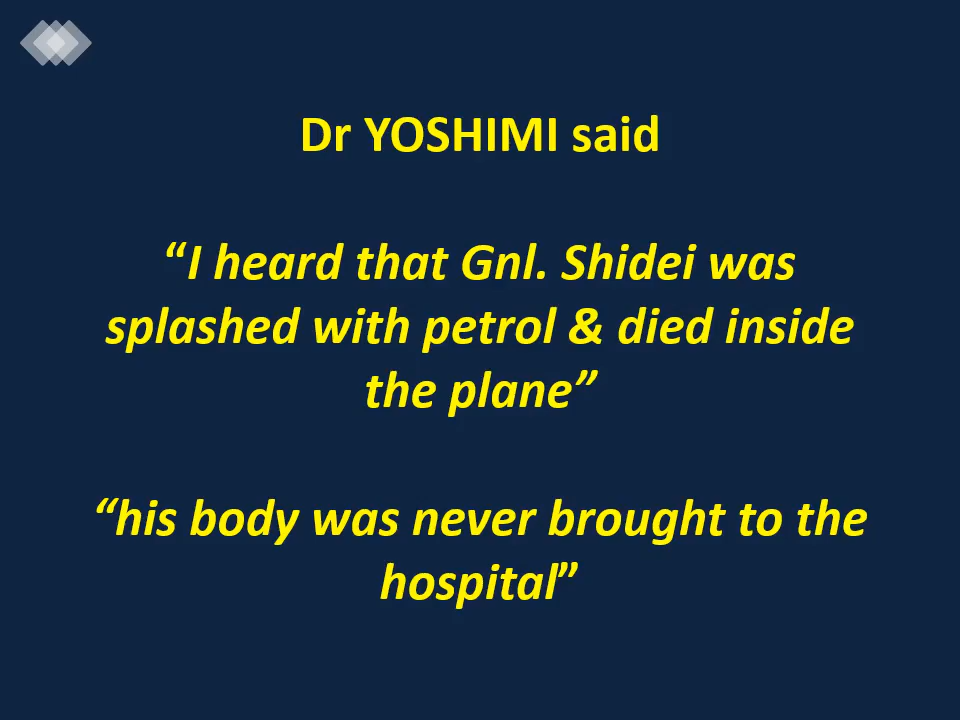 Dr YOSHIMI said
“I heard that Gnl. Shidei was
splashed with petrol & died inside
the plane”
“his body was never brought to the
hospital”